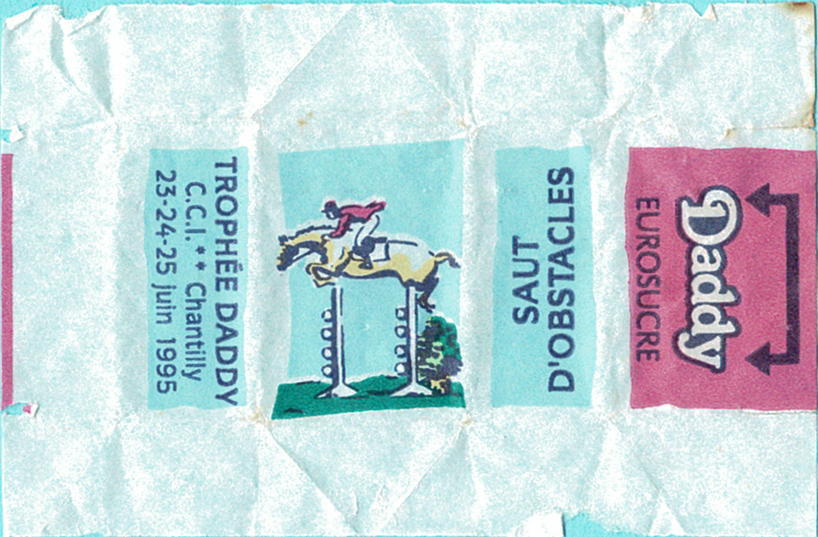 TROPHÉE DADDY
C.C.I.** Chantilly
23-24-25 juin 1995
SAUT
D'OBSTACLES
Daddy
EUROSUCRE